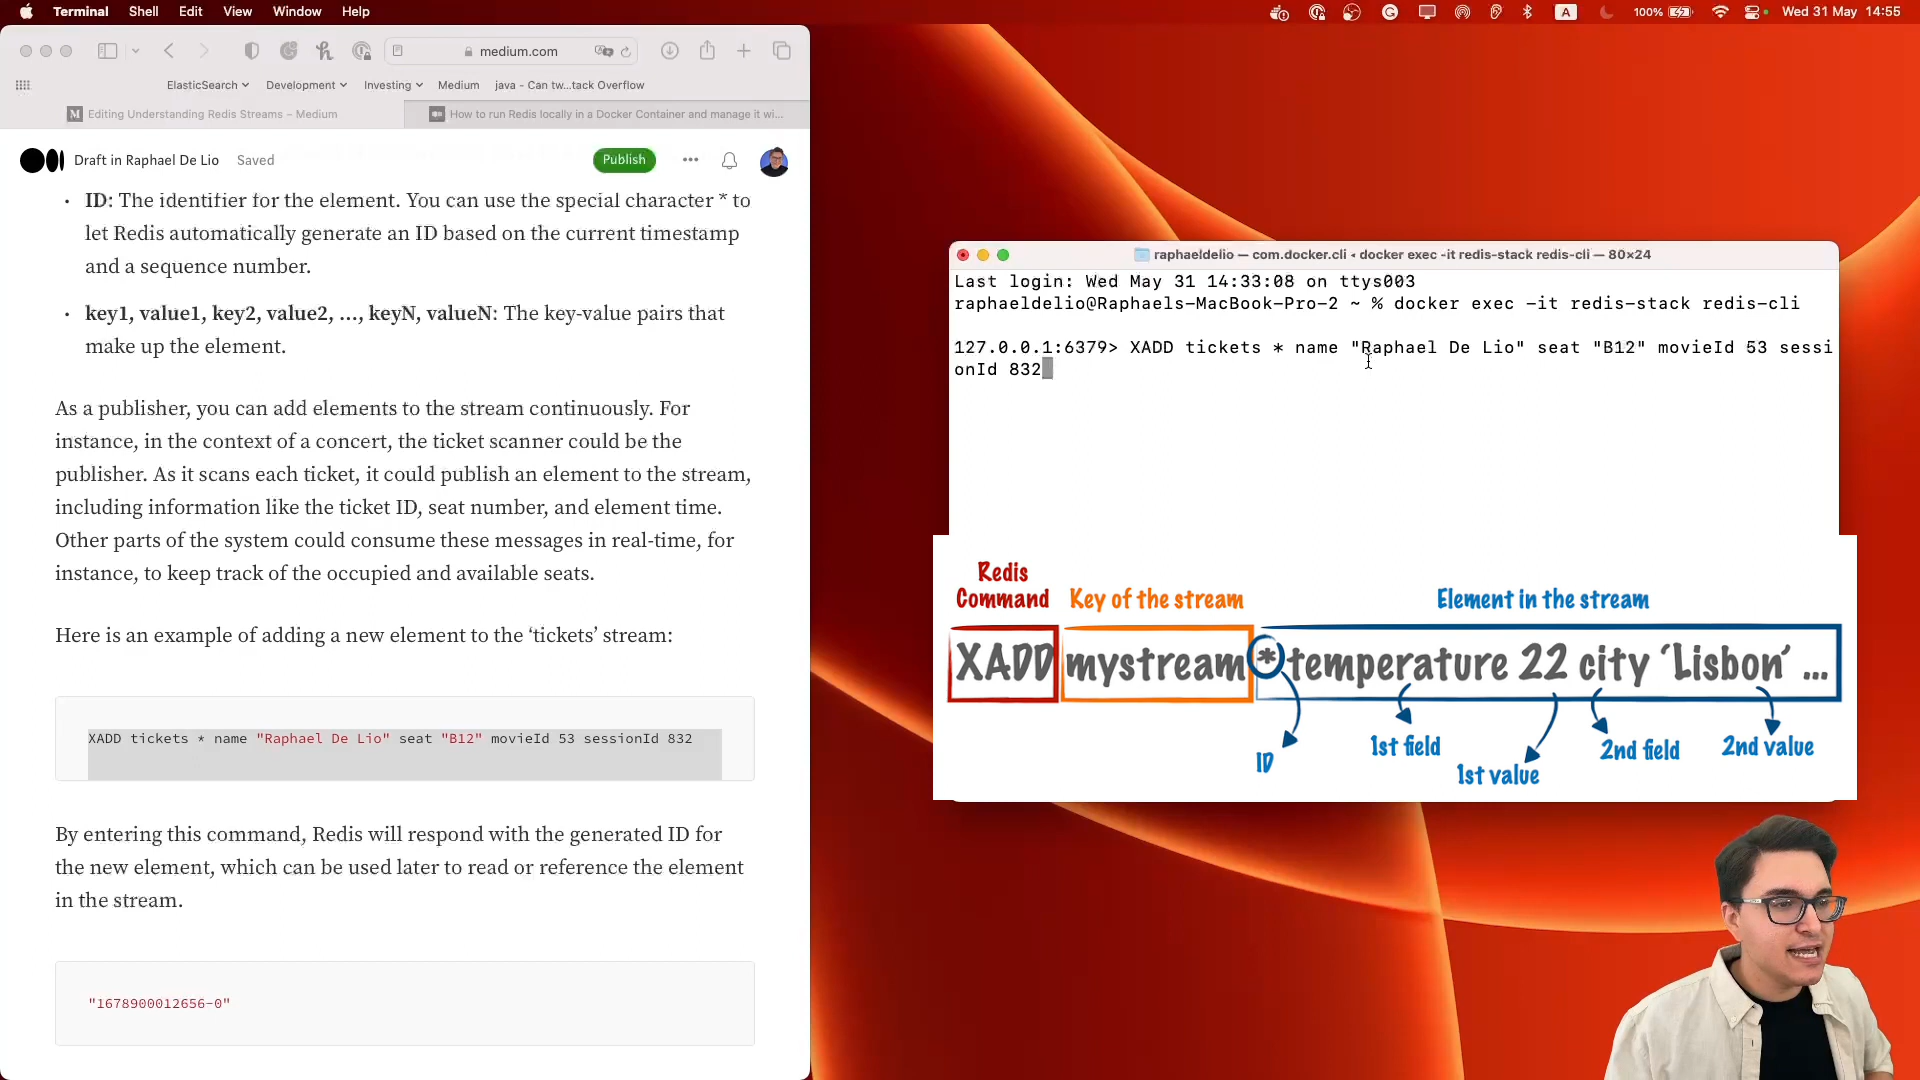 Terminal Shell Edit View Window Help
100% Wed 31 May 14:55
medium.com
ElasticSearch Development Investing Medium java - Can tw...tack Overflow
Editing Understanding Redis Streams – Medium
How to run Redis locally in a Docker Container and manage it wi...
Draft in Raphael De Lio Saved Publish
• ID: The identifier for the element. You can use the special character * to
let Redis automatically generate an ID based on the current timestamp
and a sequence number.
• key1, value1, key2, value2, ..., keyN, valueN: The key-value pairs that
make up the element.
As a publisher, you can add elements to the stream continuously. For
instance, in the context of a concert, the ticket scanner could be the
publisher. As it scans each ticket, it could publish an element to the stream,
including information like the ticket ID, seat number, and element time.
Other parts of the system could consume these messages in real-time, for
instance, to keep track of the occupied and available seats.
Here is an example of adding a new element to the ‘tickets’ stream:
XADD tickets * name "Raphael De Lio" seat "B12" movieId 53 sessionId 832
By entering this command, Redis will respond with the generated ID for
the new element, which can be used later to read or reference the element
in the stream.
"1678900012656-0"
raphaeldelio — com.docker.cli ◂ docker exec -it redis-stack redis-cli — 80×24
Last login: Wed May 31 14:33:08 on ttys003
raphaeldelio@Raphaels-MacBook-Pro-2 ~ % docker exec -it redis-stack redis-cli
127.0.0.1:6379> XADD tickets * name "Raphael De Lio" seat "B12" movieId 53 sessi
onId 832
Redis
Command
Key of the stream
Element in the stream
XADD mystream * temperature 22 city ‘Lisbon’ ...
ID
1st field
1st value
2nd field
2nd value